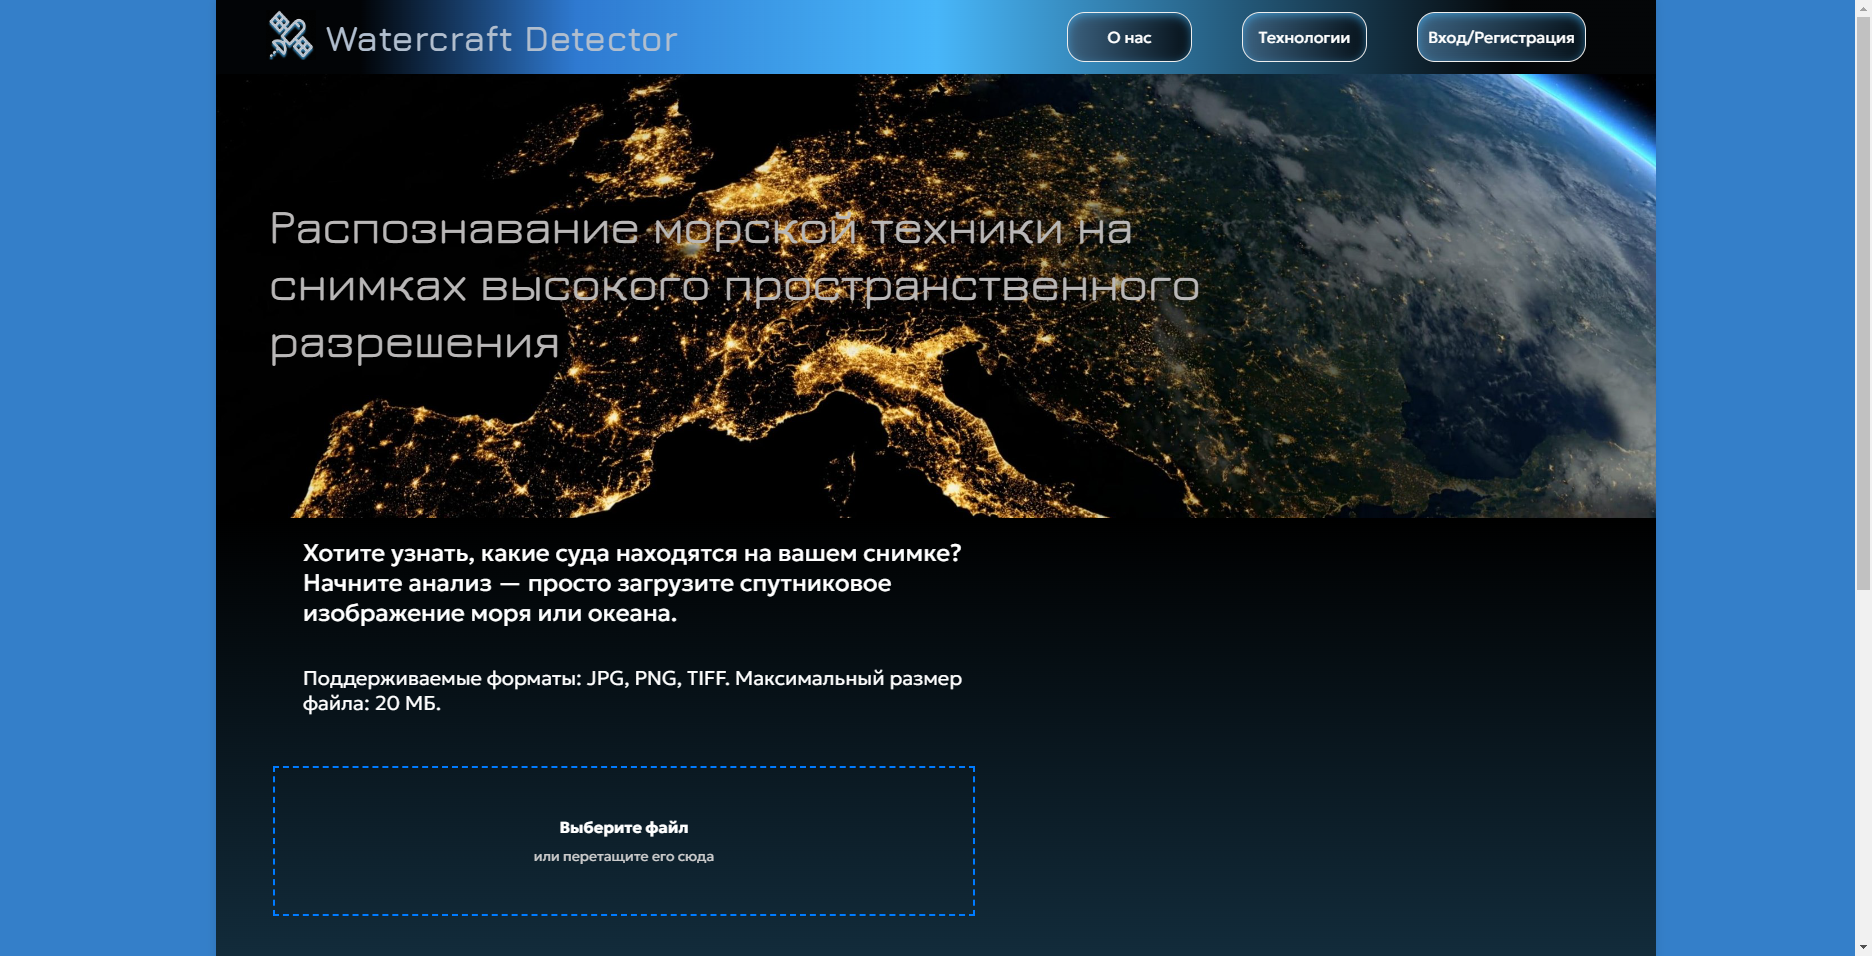 Watercraft Detector
О нас
Технологии
Вход/Регистрация
Распознавание морской техники на
снимках высокого пространственного
разрешения
Хотите узнать, какие суда находятся на вашем снимке?
Начните анализ — просто загрузите спутниковое
изображение моря или океана.
Поддерживаемые форматы: JPG, PNG, TIFF. Максимальный размер
файла: 20 МБ.
Выберите файл
или перетащите его сюда